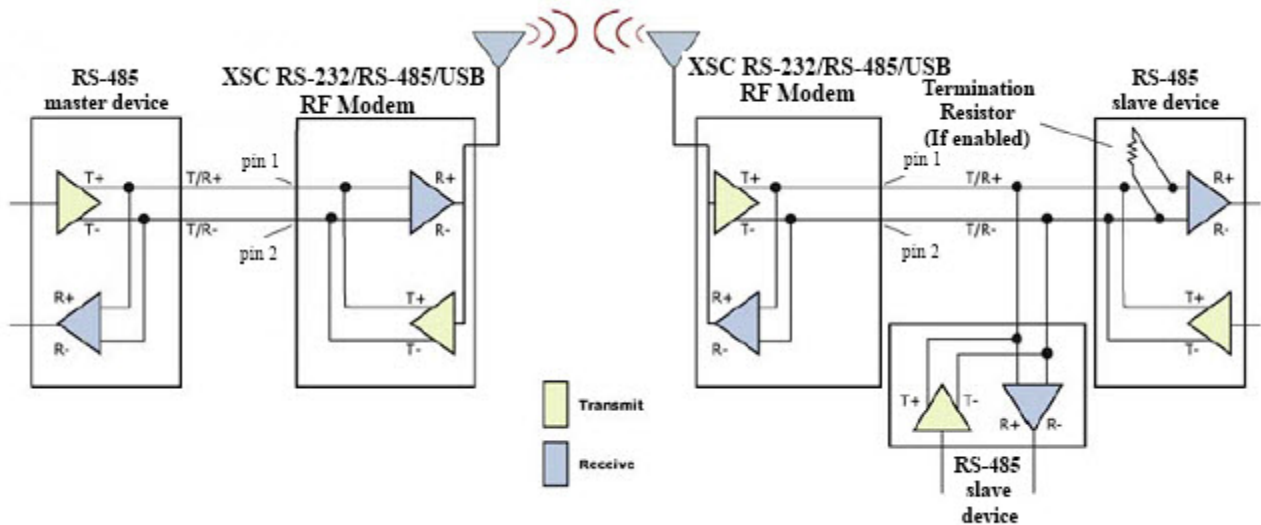 RS-485
master device
XSC RS-232/RS-485/USB
RF Modem
XSC RS-232/RS-485/USB
RF Modem
Termination
Resistor
(If enabled)
RS-485
slave device
T+
T-
R+
R-
T/R+
T/R-
pin 1
pin 2
R+
R-
T+
T-
T+
T-
R+
R-
pin 1
pin 2
T/R+
T/R-
R+
R-
T+
T-
T+
T-
R+
R-
RS-485
slave
device
Transmit
Receive